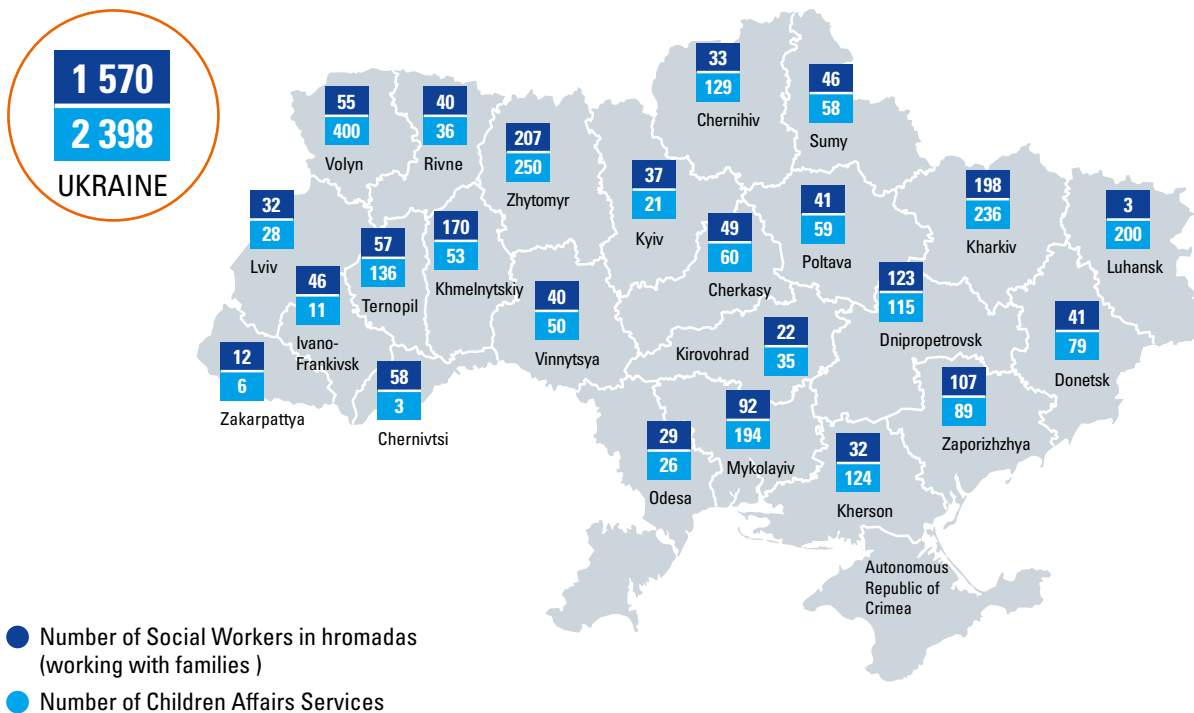 1 570
2 398
UKRAINE
33
129
Chernihiv
46
58
Sumy
55
400
Volyn
40
36
Rivne
207
250
Zhytomyr
37
21
Kyiv
198
236
Kharkiv
3
200
Luhansk
32
28
Lviv
57
136
Ternopil
170
53
Khmelnytskiy
49
60
Cherkasy
41
59
Poltava
46
11
Ivano-
Frankivsk
40
50
Vinnytsya
123
115
Dnipropetrovsk
22
35
Kirovohrad
41
79
Donetsk
12
6
Zakarpattya
58
3
Chernivtsi
107
89
Zaporizhzhya
29
26
Odesa
92
194
Mykolayiv
32
124
Kherson
Autonomous
Republic of
Crimea
Number of Social Workers in hromadas
(working with families )
Number of Children Affairs Services